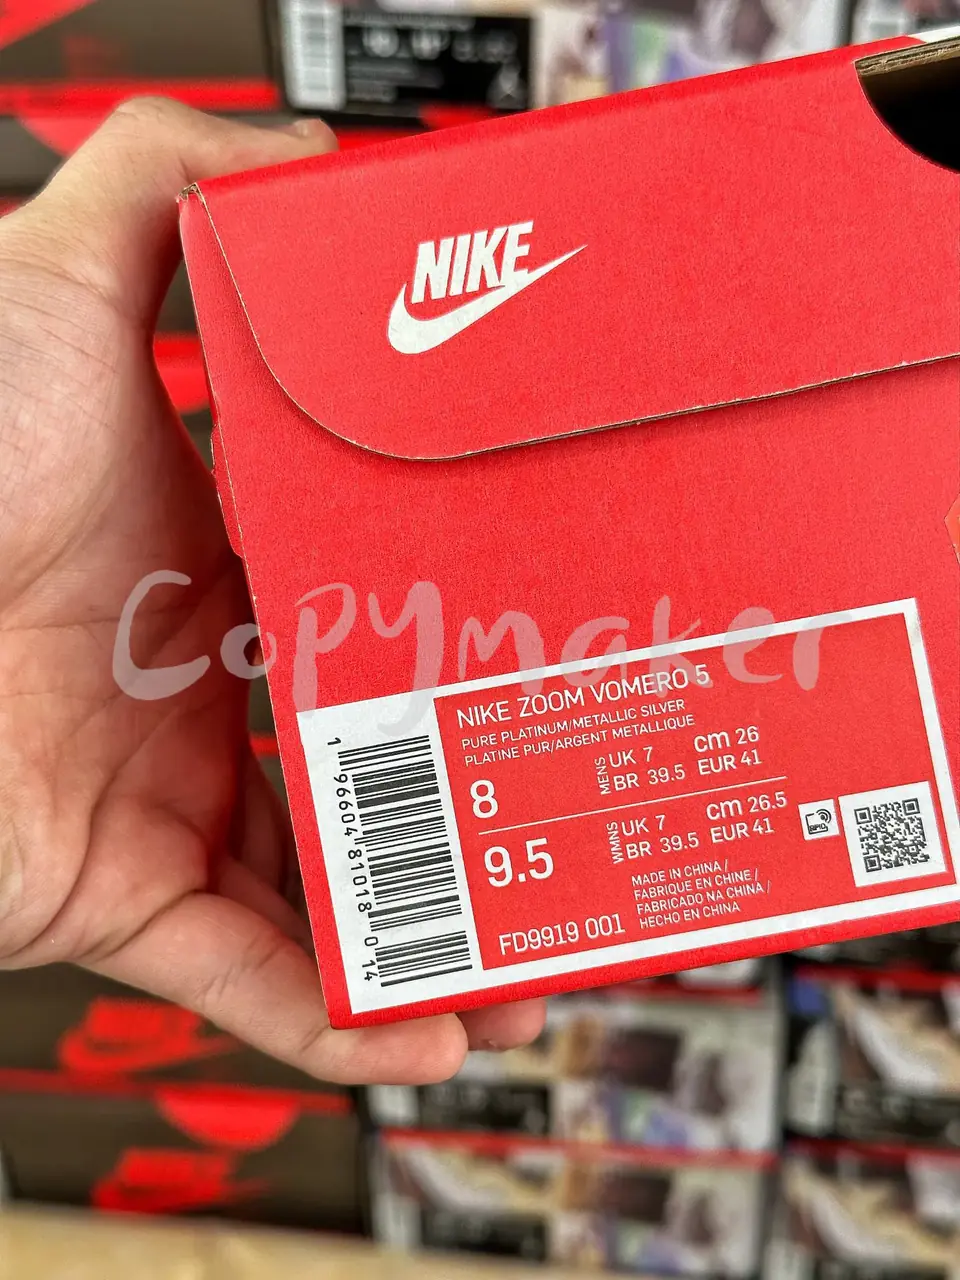 NIKE
CoPymaker
NIKE ZOOM VOMERO 5
PURE PLATINUM/METALLIC SILVER
PLATINE PUR/ARGENT METALLIQUE
8
MENS
UK 7
cm 26
BR 39.5
EUR 41
9.5
WMNS
UK 7
cm 26.5
BR 39.5
EUR 41
RFID
MADE IN CHINA /
FABRIQUE EN CHINE /
FABRICADO NA CHINA /
HECHO EN CHINA
FD9919 001
1 96604 81018 0 14